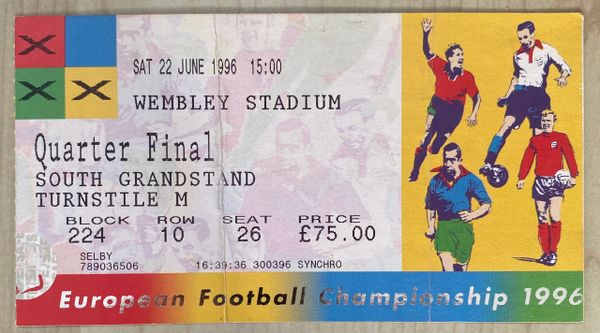 SAT 22 JUNE 1996 15:00
WEMBLEY STADIUM
Quarter Final
SOUTH GRANDSTAND
TURNSTILE M
BLOCK ROW SEAT PRICE
224 10 26 £75.00
SELBY
789036506 16:39:36 300396 SYNCHRO
European Football Championship 1996